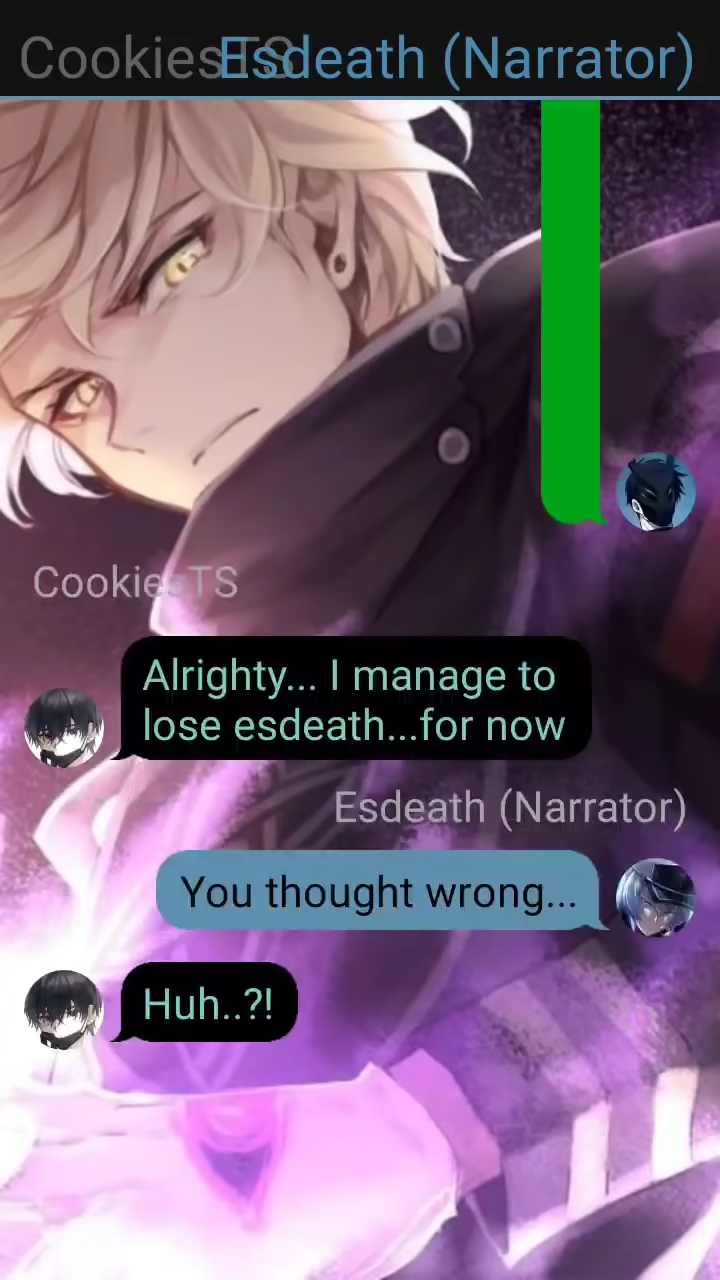 CookiesTS Esdeath (Narrator)
CookiesTS
Alrighty... I manage to
lose esdeath...for now
Esdeath (Narrator)
You thought wrong...
Huh..?!